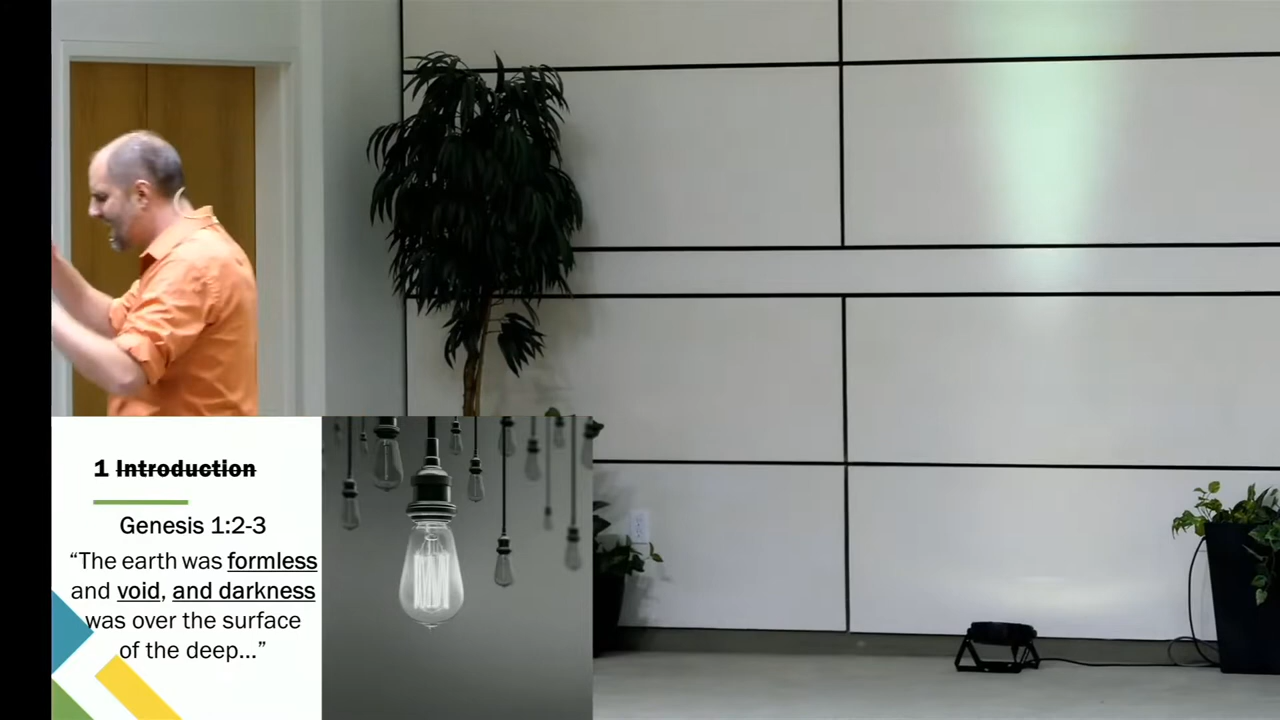 1 Introduction
Genesis 1:2-3
“The earth was formless
and void, and darkness
was over the surface
of the deep...”